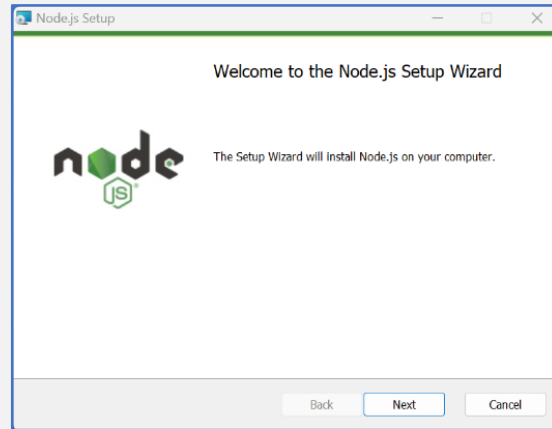 Node.js Setup
Welcome to the Node.js Setup Wizard
The Setup Wizard will install Node.js on your computer.
node
JS
Back Next Cancel